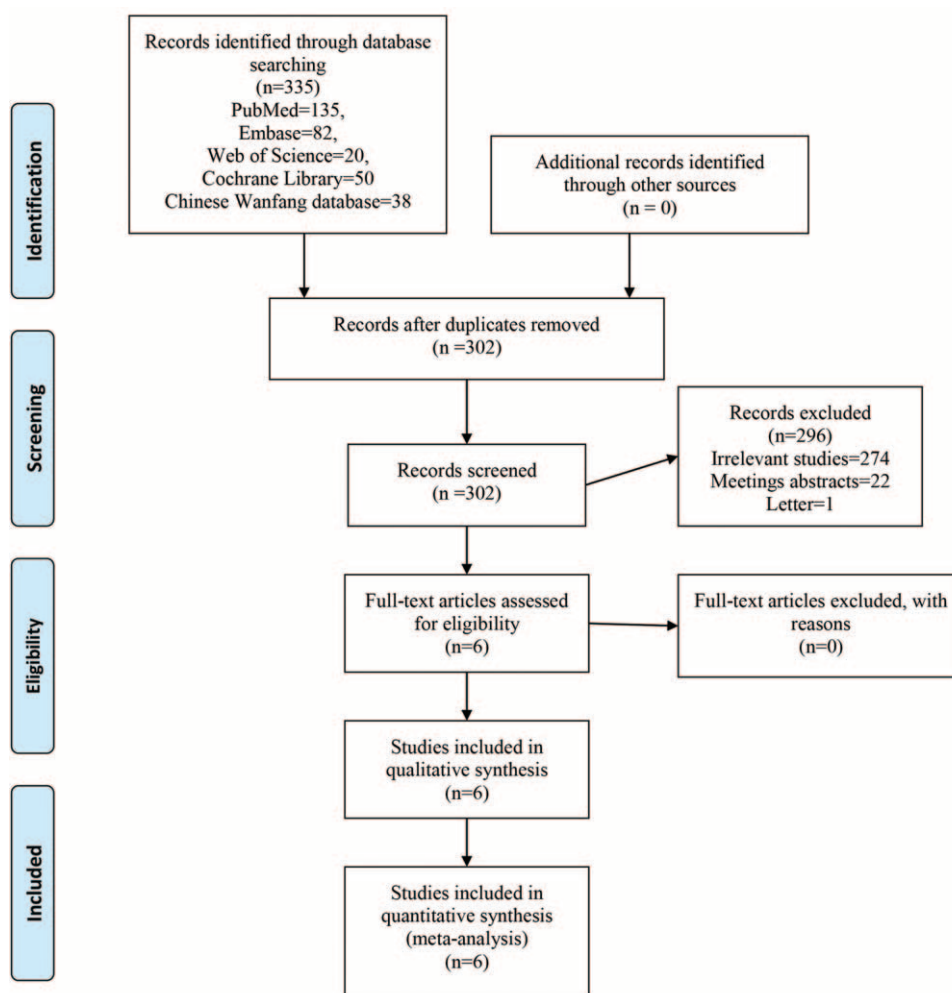 Identification
Records identified through database
searching
(n=335)
PubMed=135,
Embase=82,
Web of Science=20,
Cochrane Library=50
Chinese Wanfang database=38
Additional records identified
through other sources
(n = 0)
Records after duplicates removed
(n =302)
Screening
Records screened
(n =302)
Records excluded
(n=296)
Irrelevant studies=274
Meetings abstracts=22
Letter=1
Eligibility
Full-text articles assessed
for eligibility
(n=6)
Full-text articles excluded, with
reasons
(n=0)
Studies included in
qualitative synthesis
(n=6)
Included
Studies included in
quantitative synthesis
(meta-analysis)
(n=6)